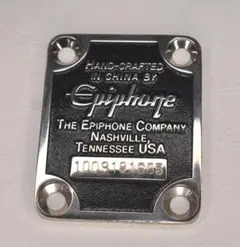 HAND-CRAFTED
IN CHINA BY
Epiphone
THE EPIPHONE COMPANY
NASHVILLE,
TENNESSEE USA